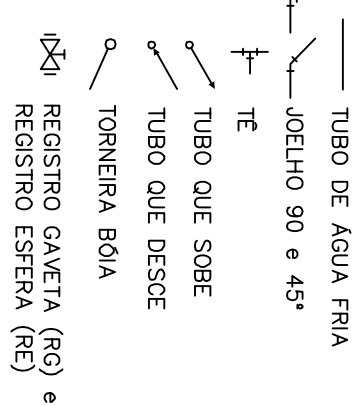 TUBO DE ÁGUA FRIA
JOELHO 90 e 45°
TÊ
TUBO QUE SOBE
TUBO QUE DESCE
TORNEIRA BÓIA
REGISTRO GAVETA (RG) e
REGISTRO ESFERA (RE)